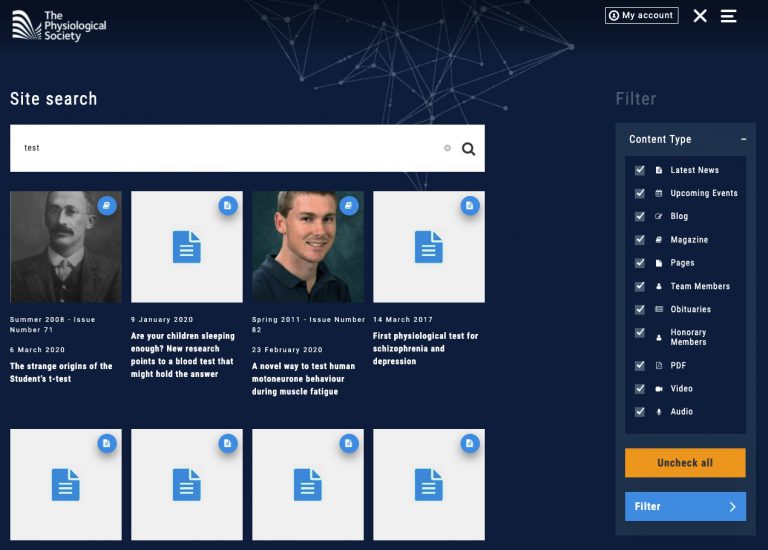 The
Physiological
Society
My account
Site search
Filter
test
Content Type
Latest News
Upcoming Events
Blog
Magazine
Pages
Team Members
Obituaries
Honorary
Members
PDF
Video
Audio
Uncheck all
Filter
Summer 2008 - Issue
Number 71
6 March 2020
The strange origins of the
Student's t-test
9 January 2020
Are your children sleeping
enough? New research
points to a blood test that
might hold the answer
Spring 2011 - Issue Number
82
23 February 2020
A novel way to test human
motoneurone behaviour
during muscle fatigue
14 March 2017
First physiological test for
schizophrenia and
depression